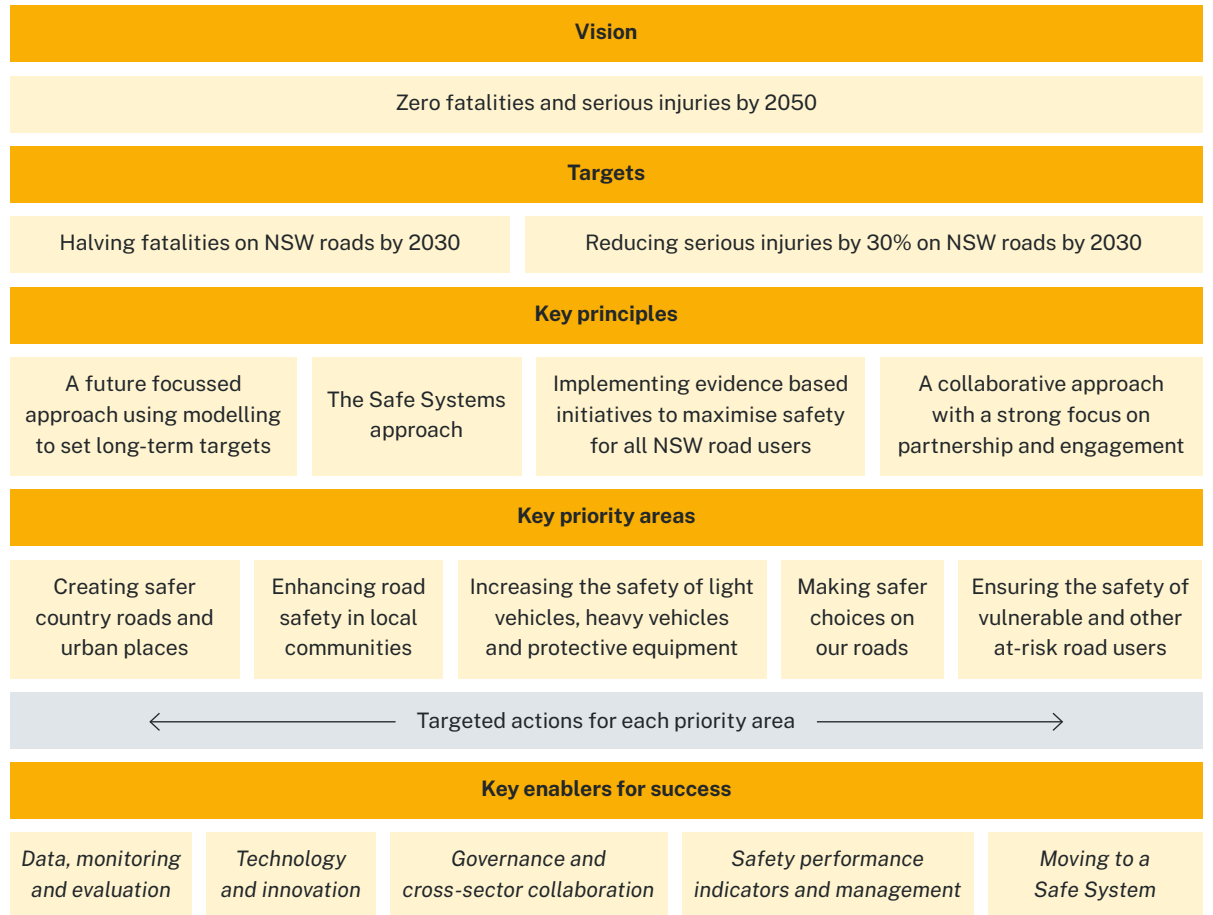 Vision
Zero fatalities and serious injuries by 2050
Targets
Halving fatalities on NSW roads by 2030
Reducing serious injuries by 30% on NSW roads by 2030
Key principles
A future focussed
approach using modelling
to set long-term targets
The Safe Systems
approach
Implementing evidence based
initiatives to maximise safety
for all NSW road users
A collaborative approach
with a strong focus on
partnership and engagement
Key priority areas
Creating safer
country roads and
urban places
Enhancing road
safety in local
communities
Increasing the safety of light
vehicles, heavy vehicles
and protective equipment
Making safer
choices on
our roads
Ensuring the safety of
vulnerable and other
at-risk road users
Targeted actions for each priority area
Key enablers for success
Data, monitoring
and evaluation
Technology
and innovation
Governance and
cross-sector collaboration
Safety performance
indicators and management
Moving to a
Safe System